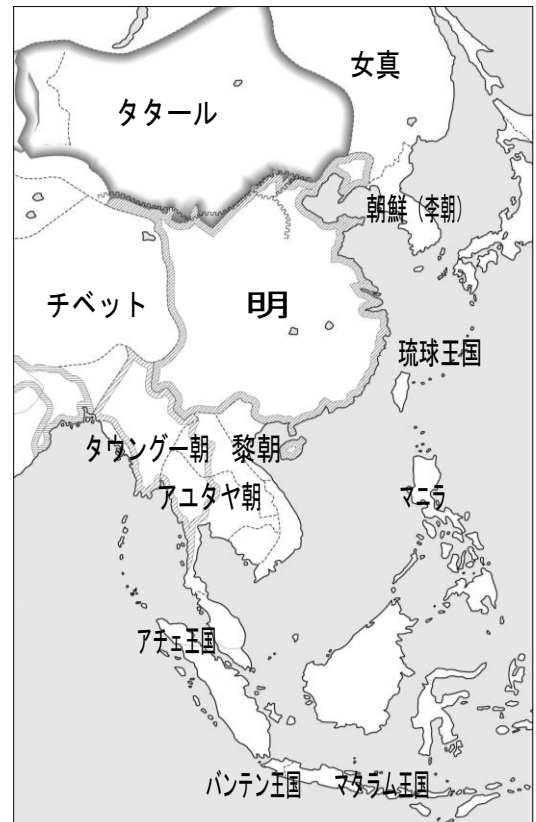 女真
タタール
朝鮮（李朝）
チベット
明
琉球王国
タウングー朝
黎朝
アユタヤ朝
マニラ
アチェ王国
バンテン王国
マタラム王国